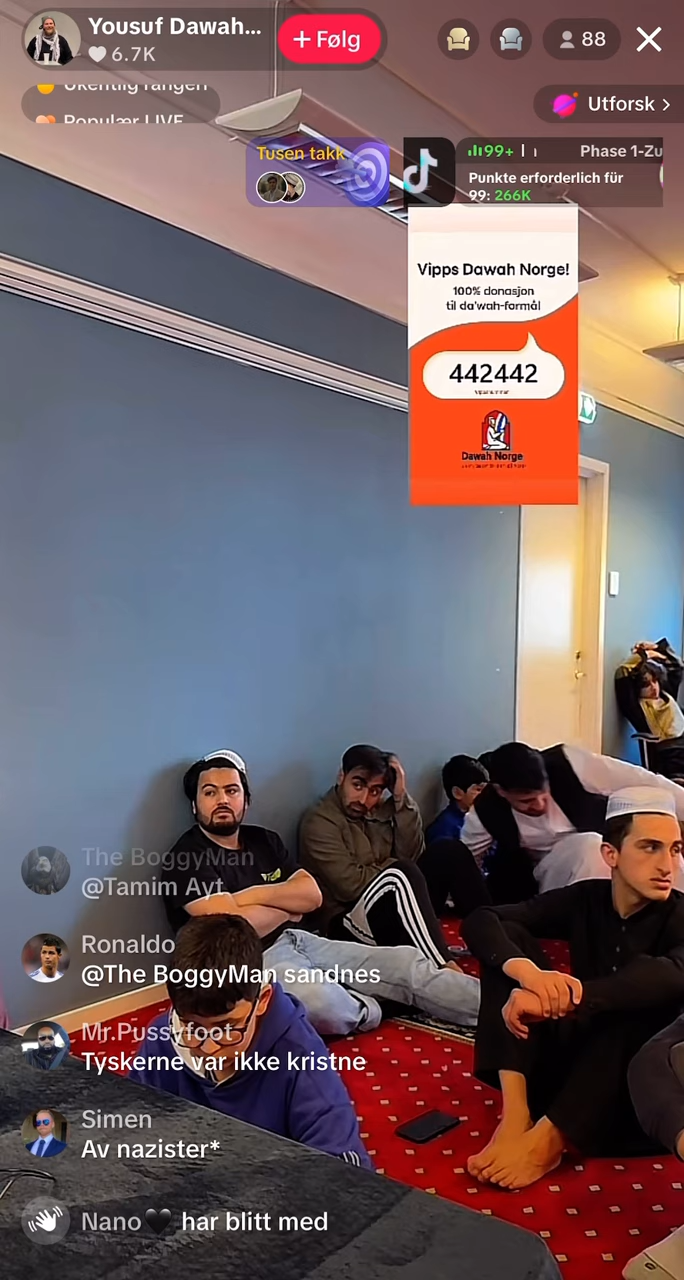 Yousuf Dawah...
6.7K
+ Følg
88
Ukentlig rangeri
Populær LIVE
Utforsk >
Tusen takk
99+
Phase 1-Zu
Punkte erforderlich für
99: 266K
Vipps Dawah Norge!
100% donasjon
til da'wah-formål
442442
Dawah Norge
The BoggyMan
@Tamim Ayt
Ronaldo
@The BoggyMan sandnes
Mr.Pussyfoot
Tyskerne var ikke kristne
Simen
Av nazister*
Nano🖤 har blitt med